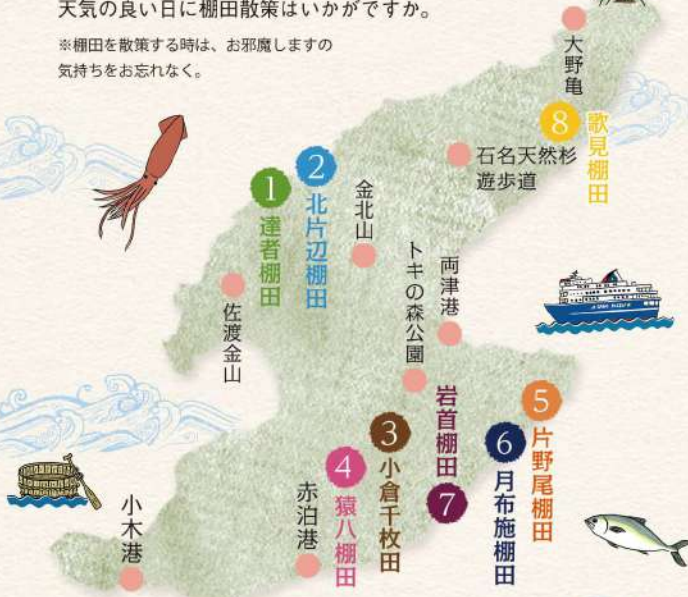 天気の良い日に棚田散策はいかがですか。
※棚田を散策する時は、お邪魔しますの
気持ちをお忘れなく。
大野亀
8
歌見棚田
石名天然杉
遊歩道
2
北片辺棚田
1
達者棚田
金北山
両津港
トキの森公園
佐渡金山
5
片野尾棚田
6
月布施棚田
岩首棚田
7
3
小倉千枚田
4
猿八棚田
赤泊港
小木港